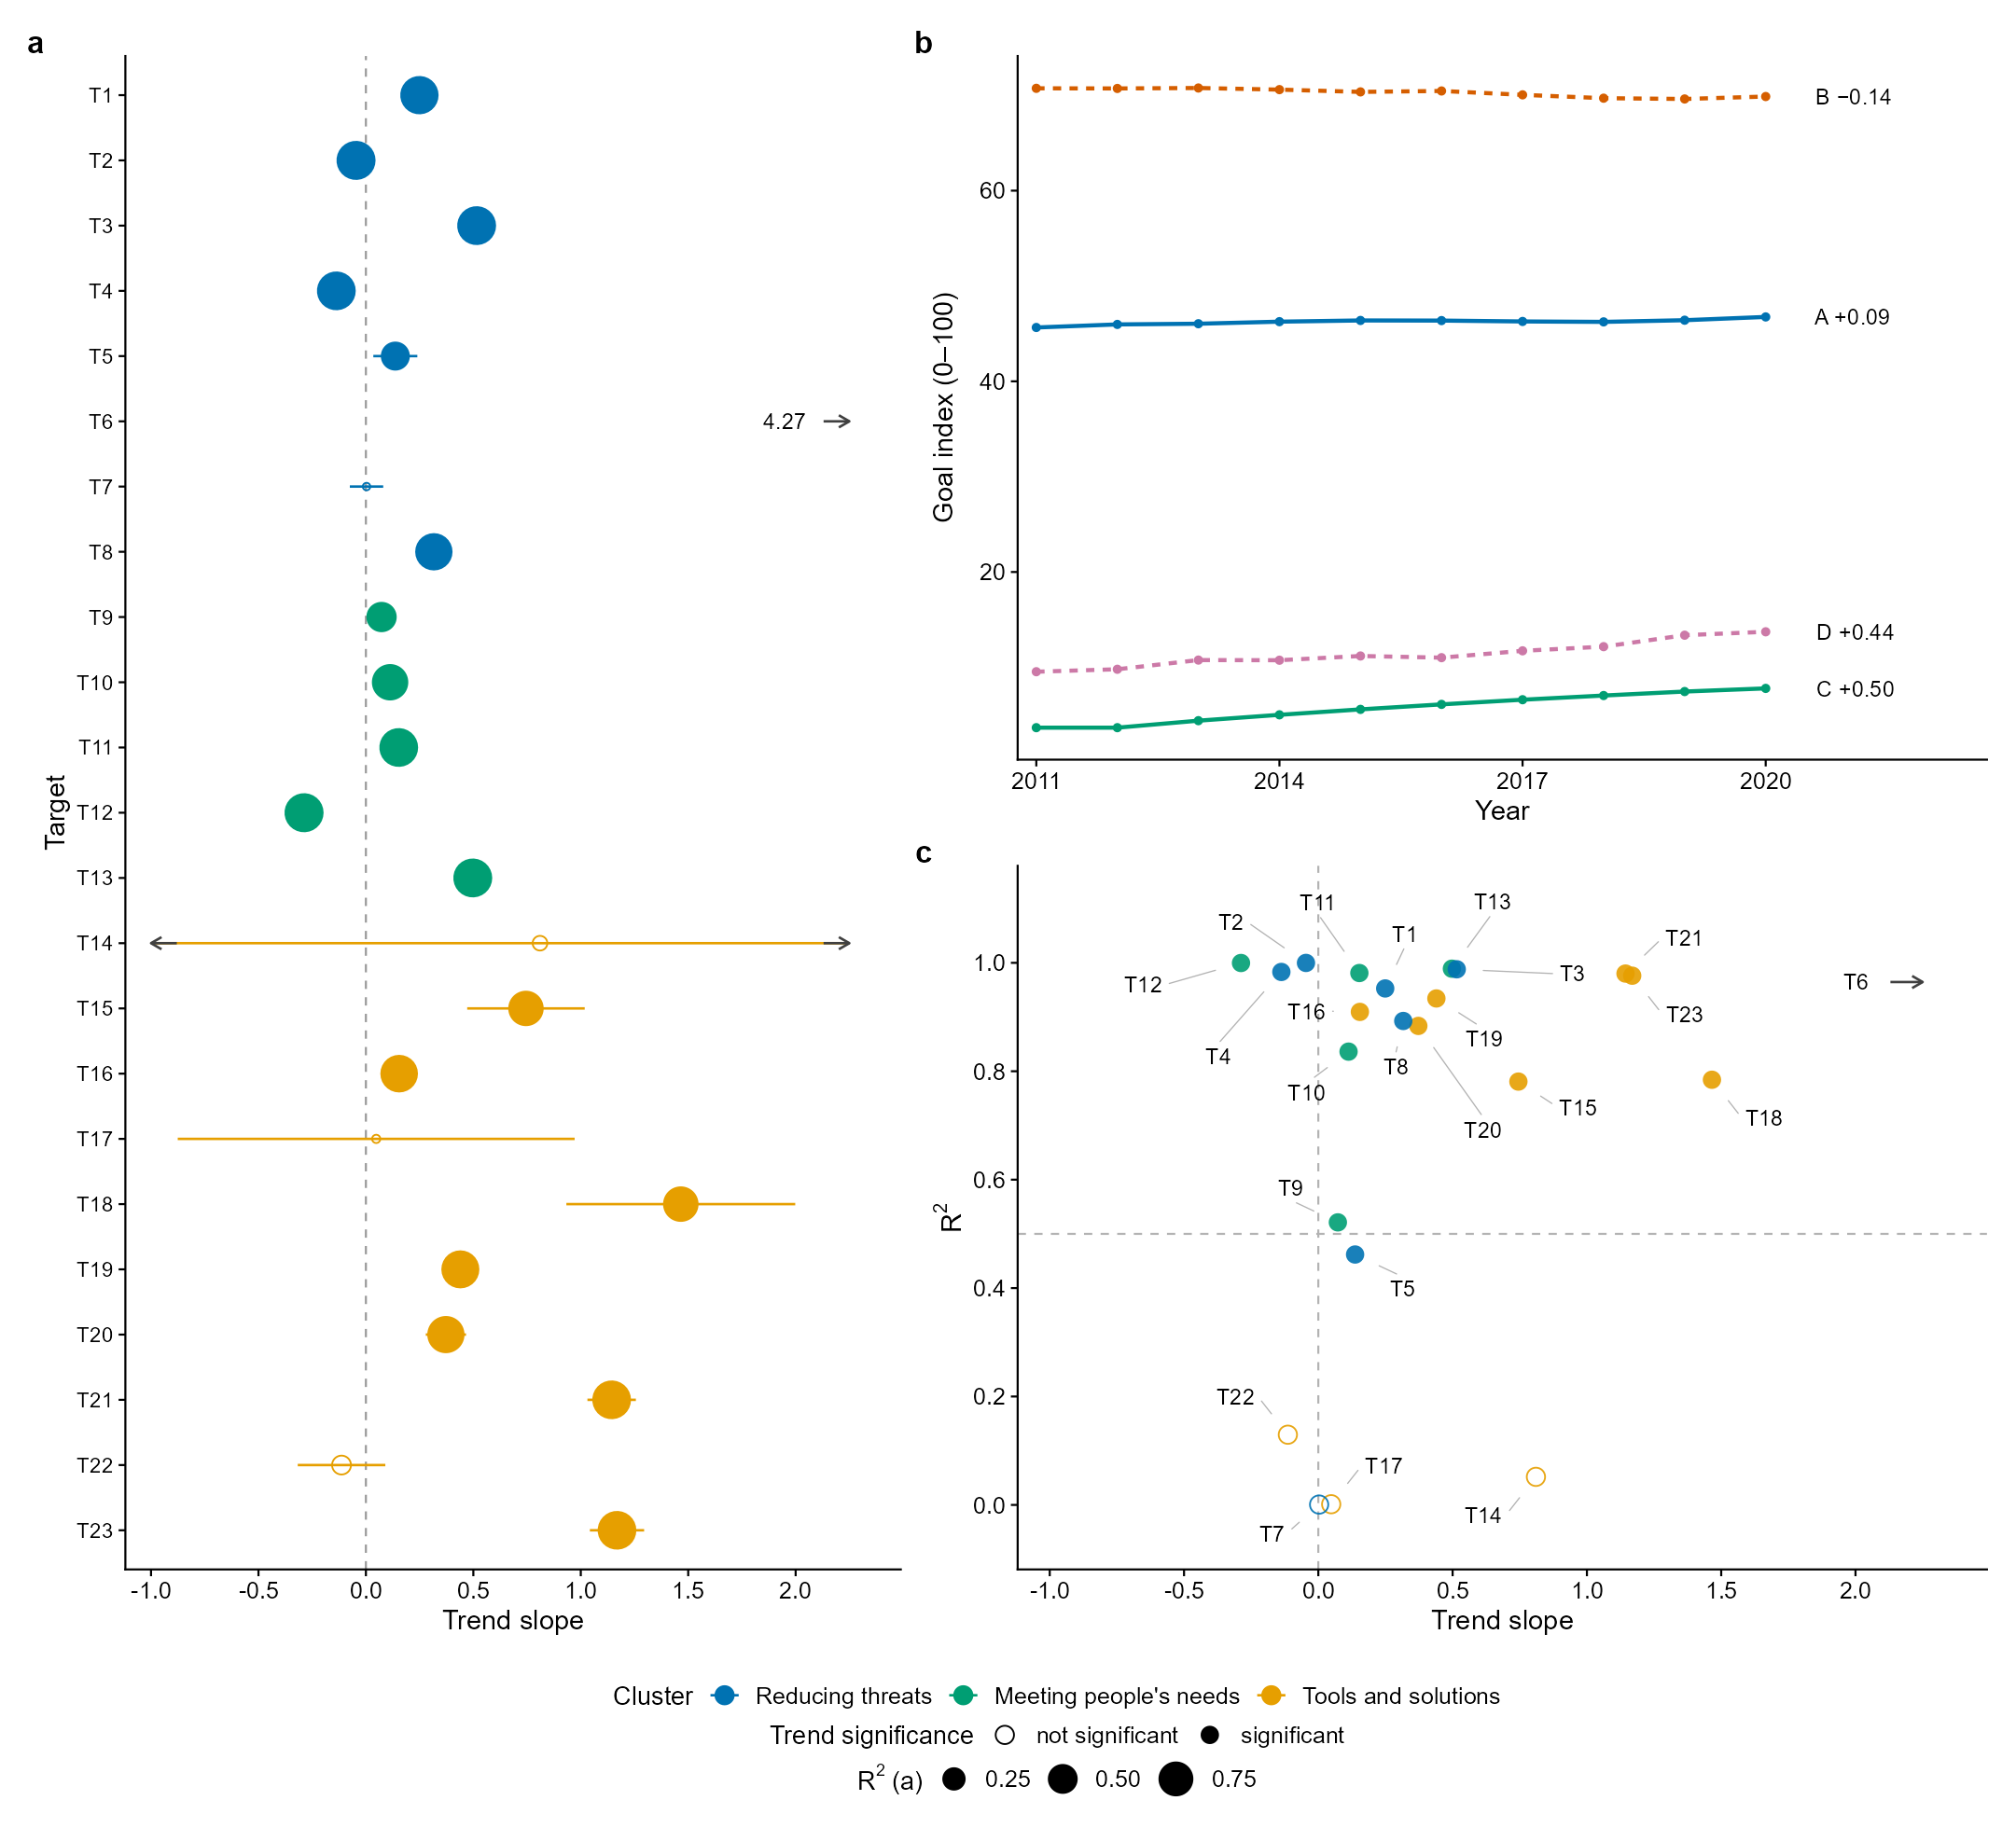 a
T1
T2
T3
T4
T5
T6
4.27
T7
T8
T9
T10
T11
T12
T13
T14
T15
T16
T17
T18
T19
T20
T21
T22
T23
Target
-1.0 -0.5 0.0 0.5 1.0 1.5 2.0
Trend slope
b
B −0.14
60
A +0.09
40
20
D +0.44
C +0.50
Goal index (0–100)
2011 2014 2017 2020
Year
c
T11 T13
T2 T1 T21
1.0
T12 T3 T6
T16 T23
T19
T4 T8
0.8
T10 T15
T20 T18
0.6
T9
R²
0.4
T5
0.2
T22
T17
0.0
T14
T7
-1.0 -0.5 0.0 0.5 1.0 1.5 2.0
Trend slope
Cluster Reducing threats Meeting people's needs Tools and solutions
Trend significance not significant significant
R² (a) 0.25 0.50 0.75